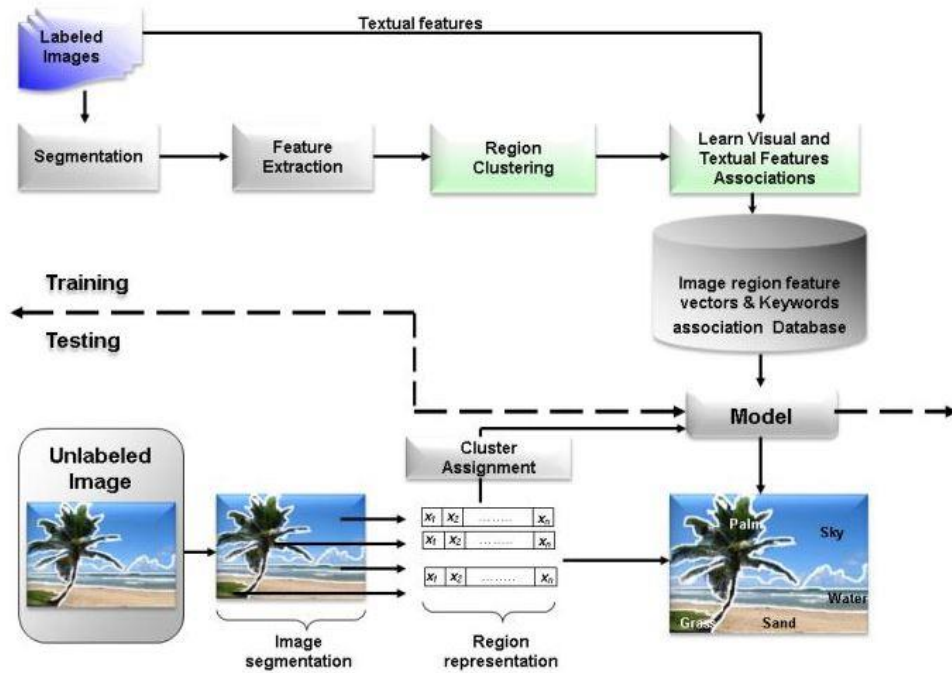 Labeled
Images
Textual features
Segmentation
Feature
Extraction
Region
Clustering
Learn Visual and
Textual Features
Associations
Image region feature
vectors & Keywords
association Database
Training
Testing
Model
Unlabeled
Image
Cluster
Assignment
x1 x2 ........ xn
x1 x2 ........ xn
x1 x2 ........ xn
Palm
Sky
Water
Grass
Sand
Image
segmentation
Region
representation